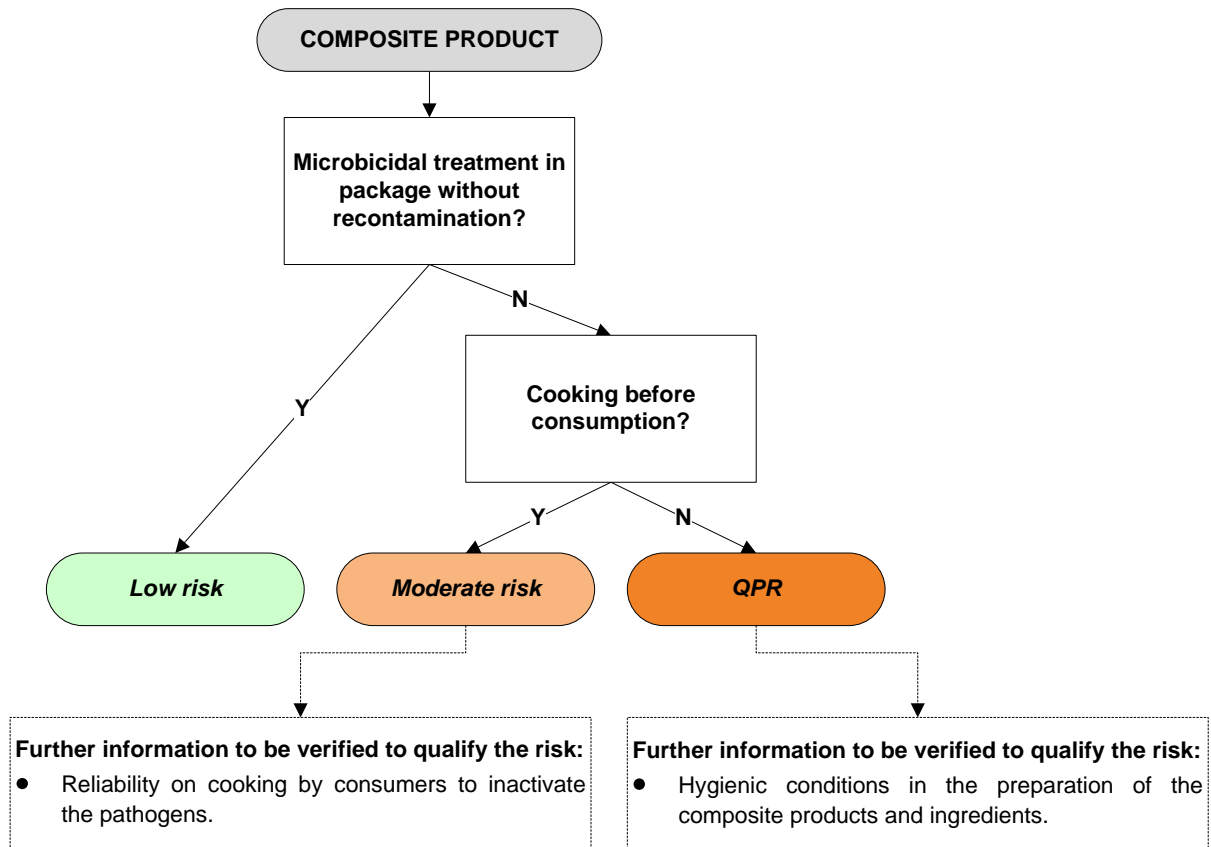 COMPOSITE PRODUCT
Microbicidal treatment in
package without
recontamination?
N
Cooking before
consumption?
Y
Y
N
Low risk
Moderate risk
QPR
Further information to be verified to qualify the risk:
● Reliability on cooking by consumers to inactivate
the pathogens.
Further information to be verified to qualify the risk:
● Hygienic conditions in the preparation of the
composite products and ingredients.